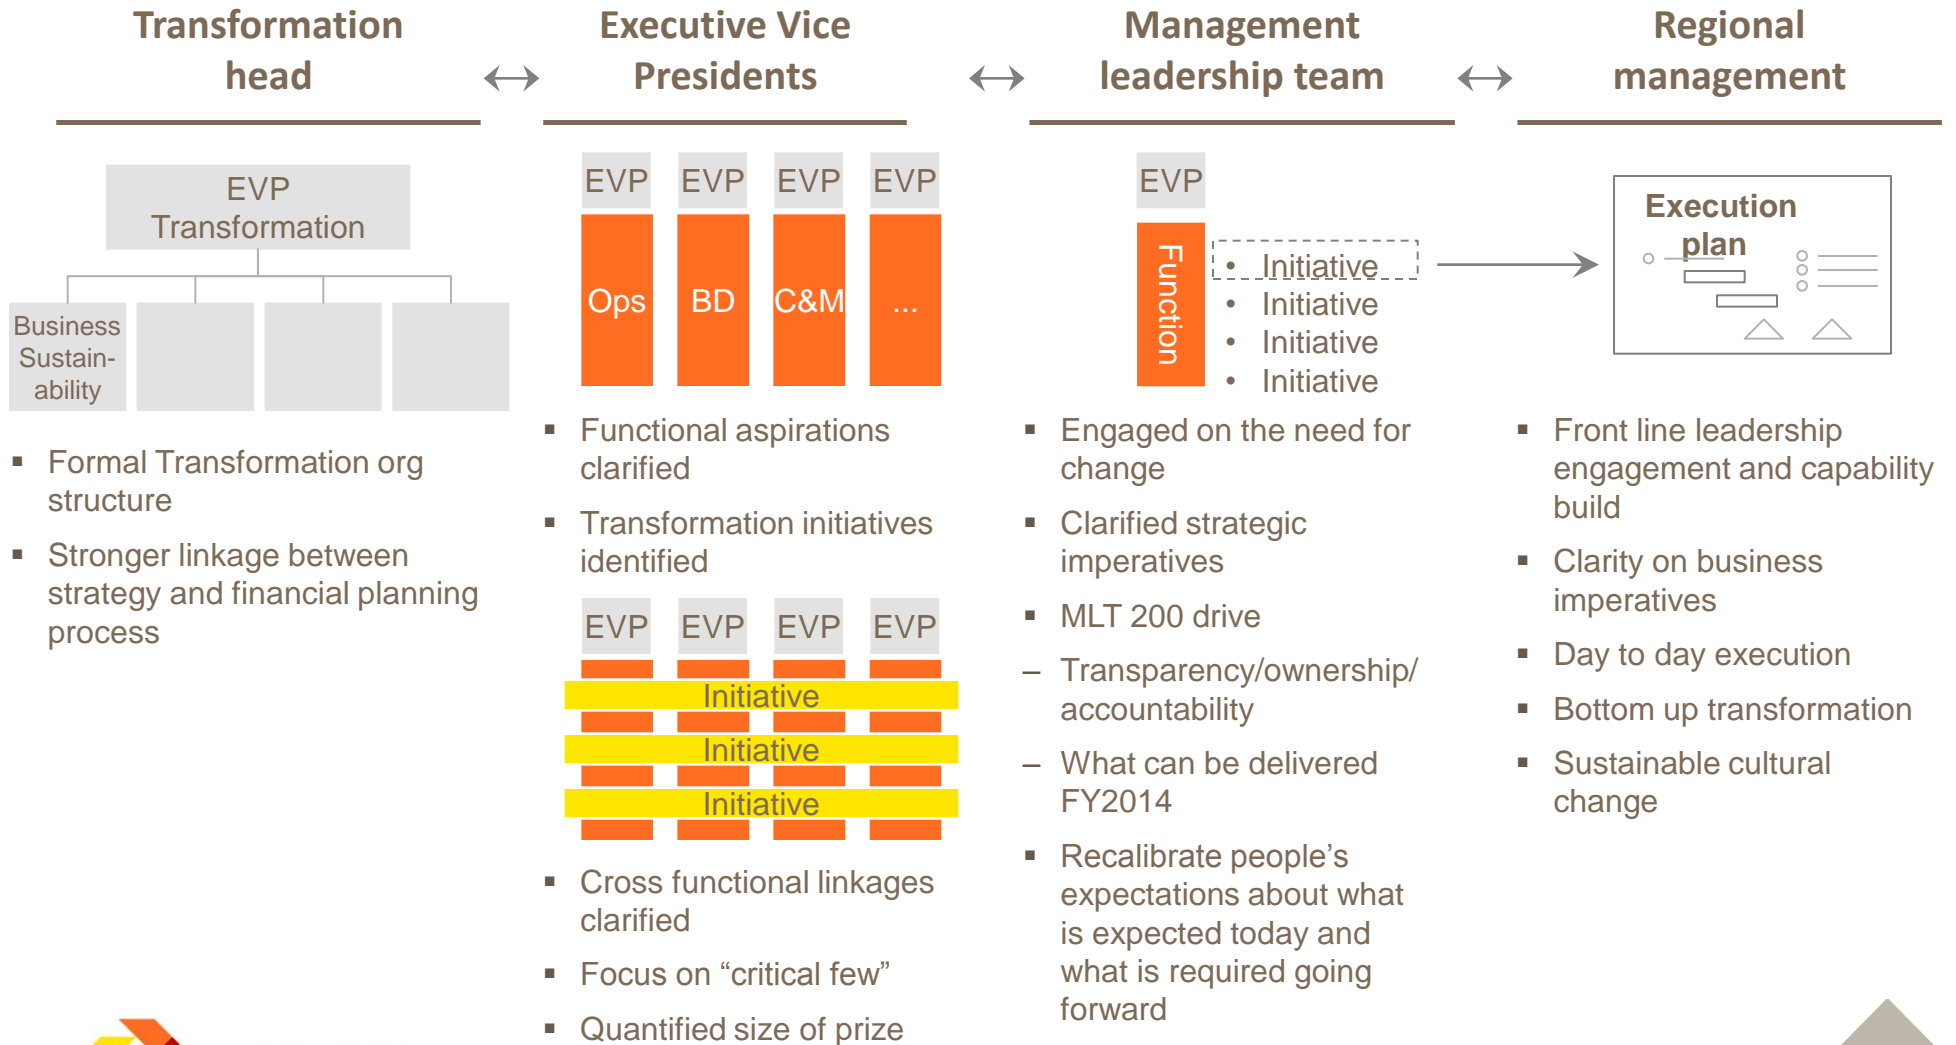 Transformation
head
Executive Vice
Presidents
Management
leadership team
Regional
management
EVP
Transformation
Business
Sustain-
ability
▪ Formal Transformation org
structure
▪ Stronger linkage between
strategy and financial planning
process
EVP EVP EVP EVP
Ops BD C&M ...
▪ Functional aspirations
clarified
▪ Transformation initiatives
identified
EVP EVP EVP EVP
Initiative
Initiative
Initiative
▪ Cross functional linkages
clarified
▪ Focus on “critical few”
▪ Quantified size of prize
EVP
Function
• Initiative
• Initiative
• Initiative
• Initiative
▪ Engaged on the need for
change
▪ Clarified strategic
imperatives
▪ MLT 200 drive
– Transparency/ownership/
accountability
– What can be delivered
FY2014
▪ Recalibrate people’s
expectations about what
is expected today and
what is required going
forward
Execution
plan
▪ Front line leadership
engagement and capability
build
▪ Clarity on business
imperatives
▪ Day to day execution
▪ Bottom up transformation
▪ Sustainable cultural
change